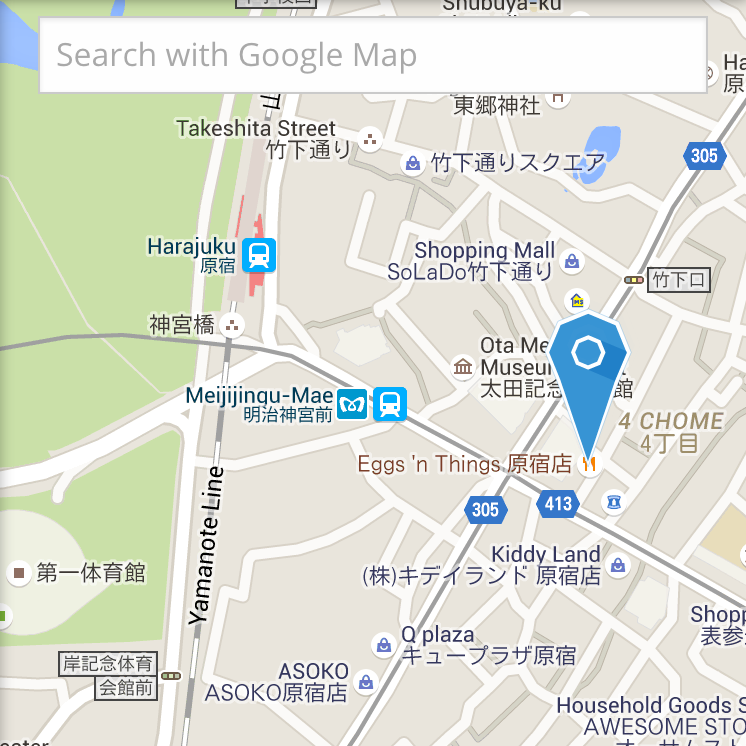 Shubuya-ku
Search with Google Map
東郷神社
Takeshita Street
竹下通り
竹下通りスクエア
305
Harajuku
原宿
Shopping Mall
SoLaDo竹下通り
竹下口
神宮橋
太田記念
館
Meijijingu-Mae
明治神宮前
4 CHOME
4丁目
Eggs 'n Things 原宿店
305
413
Kiddy Land
(株)キデイランド 原宿店
Yamanote Line
第一体育館
Q plaza
キュープラザ原宿
岸記念体育
会館前
ASOKO
ASOKO原宿店
Household Goods S
AWESOME STO